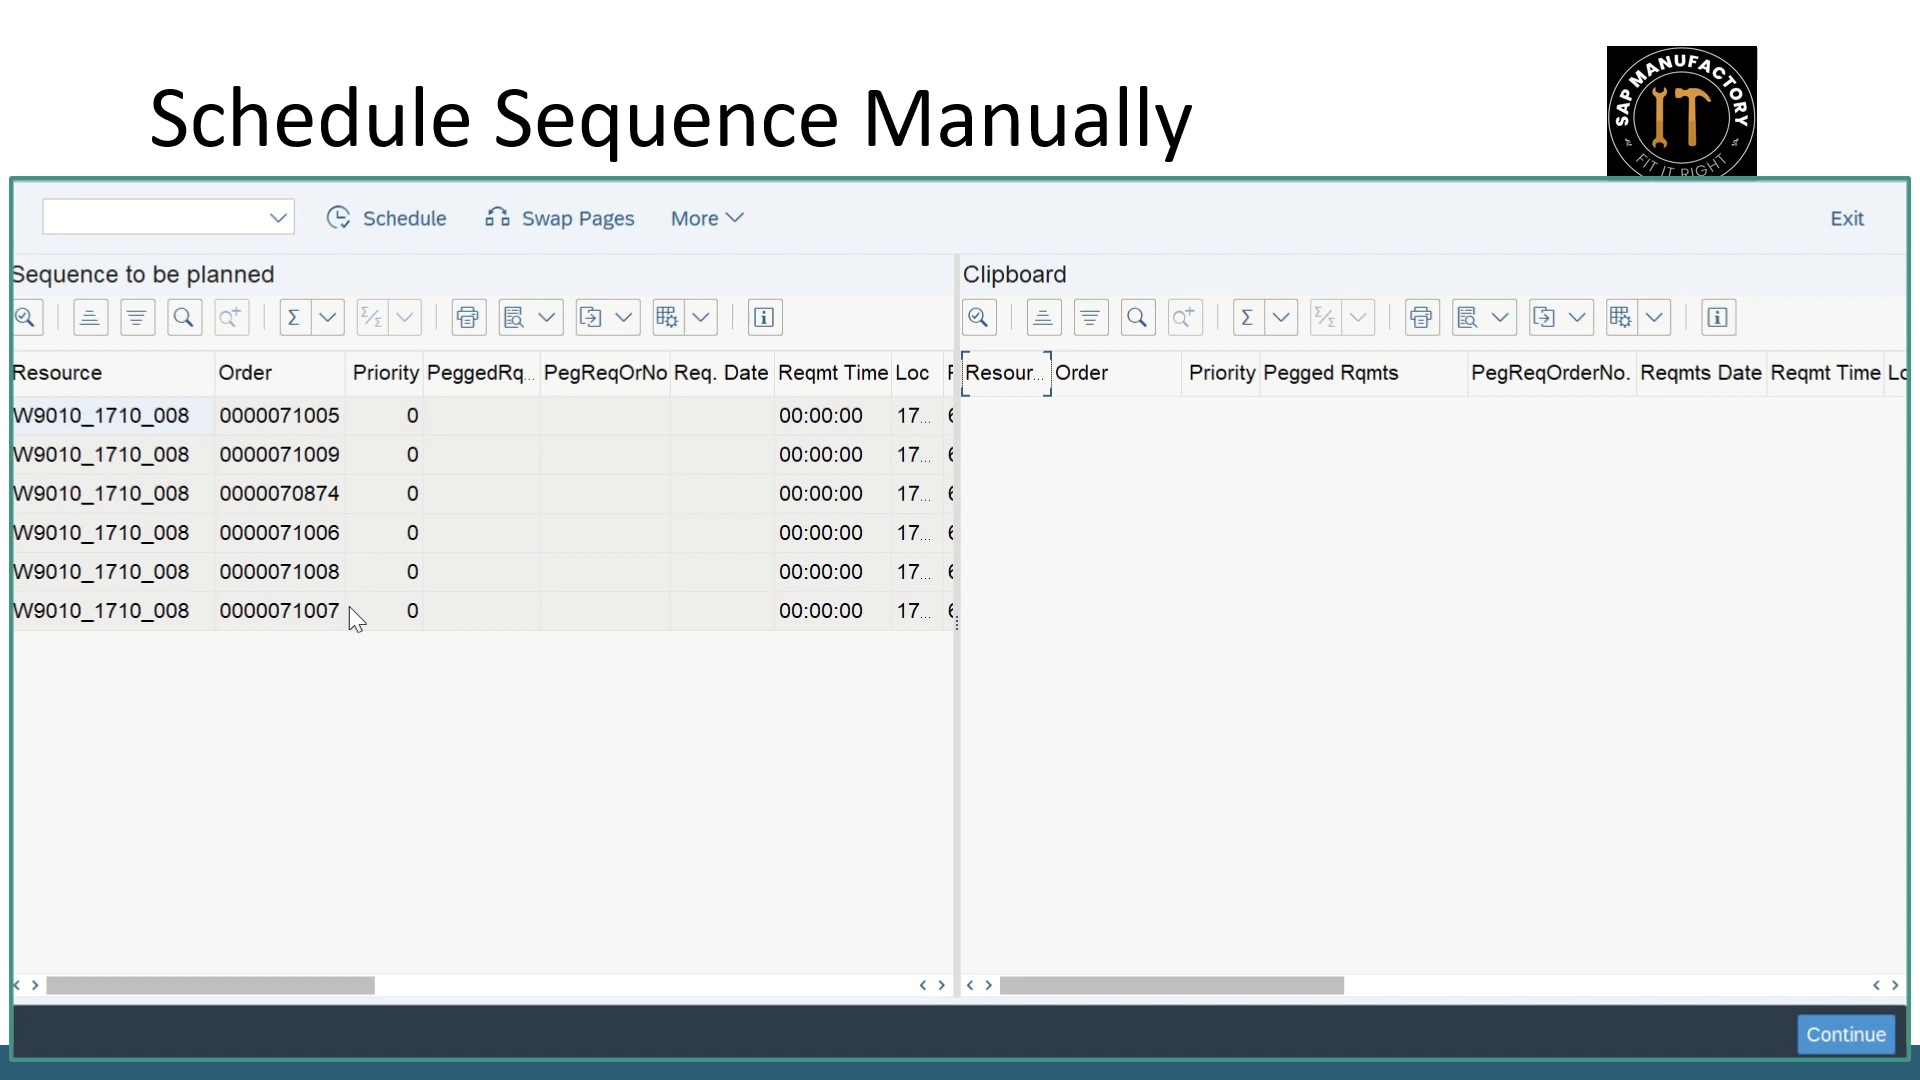 Schedule Sequence Manually
SAP MANUFACTORY
IT
FIT IT RIGHT
Schedule Swap Pages More Exit
Sequence to be planned
Clipboard
Resource Order Priority PeggedRq... PegReqOrNo Req. Date Reqmt Time Loc
W9010_1710_008 0000071005 0 00:00:00 17...
W9010_1710_008 0000071009 0 00:00:00 17...
W9010_1710_008 0000070874 0 00:00:00 17...
W9010_1710_008 0000071006 0 00:00:00 17...
W9010_1710_008 0000071008 0 00:00:00 17...
W9010_1710_008 0000071007 0 00:00:00 17...
Resour... Order Priority Pegged Rqmts PegReqOrderNo. Reqmts Date Reqmt Time Lo
Continue